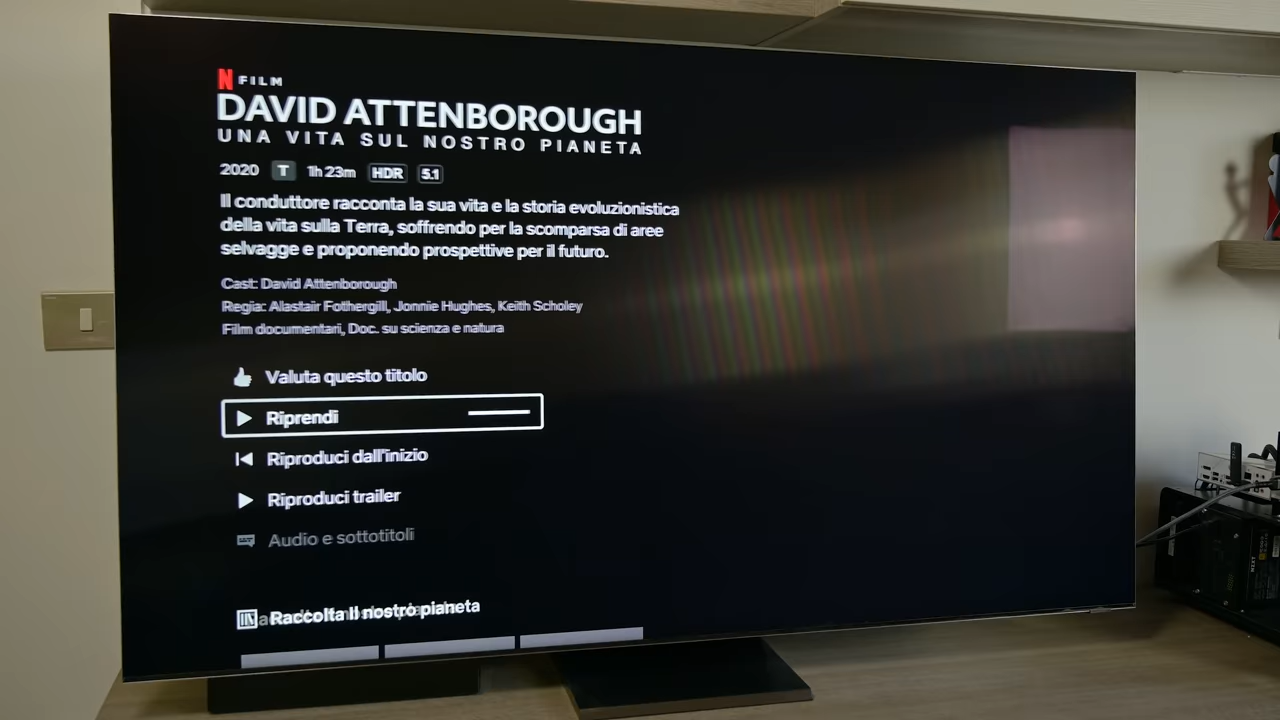 N FILM
DAVID ATTENBOROUGH
UNA VITA SUL NOSTRO PIANETA
2020 T 1h 23m HDR 5.1
Il conduttore racconta la sua vita e la storia evoluzionistica
della vita sulla Terra, soffrendo per la scomparsa di aree
selvagge e proponendo prospettive per il futuro.
Cast: David Attenborough
Regia: Alastair Fothergill, Jonnie Hughes, Keith Scholey
Film documentari, Doc. su scienza e natura
Valuta questo titolo
Riprendi
Riproduci dall'inizio
Riproduci trailer
Audio e sottotitoli
Raccolta Il nostro pianeta